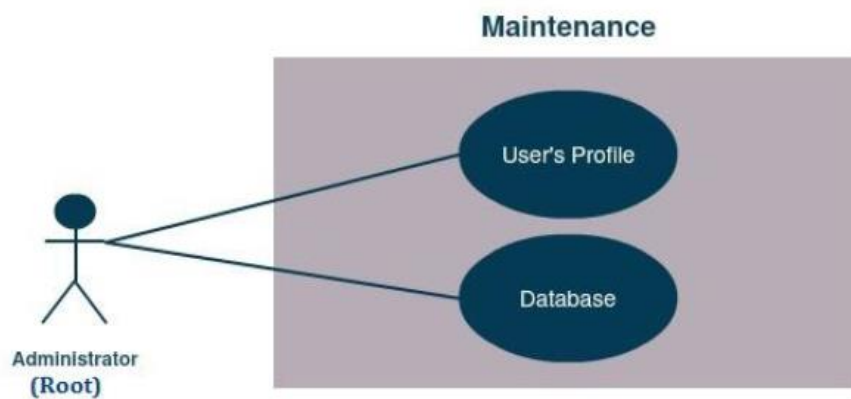 Maintenance
User's Profile
Database
Administrator
(Root)